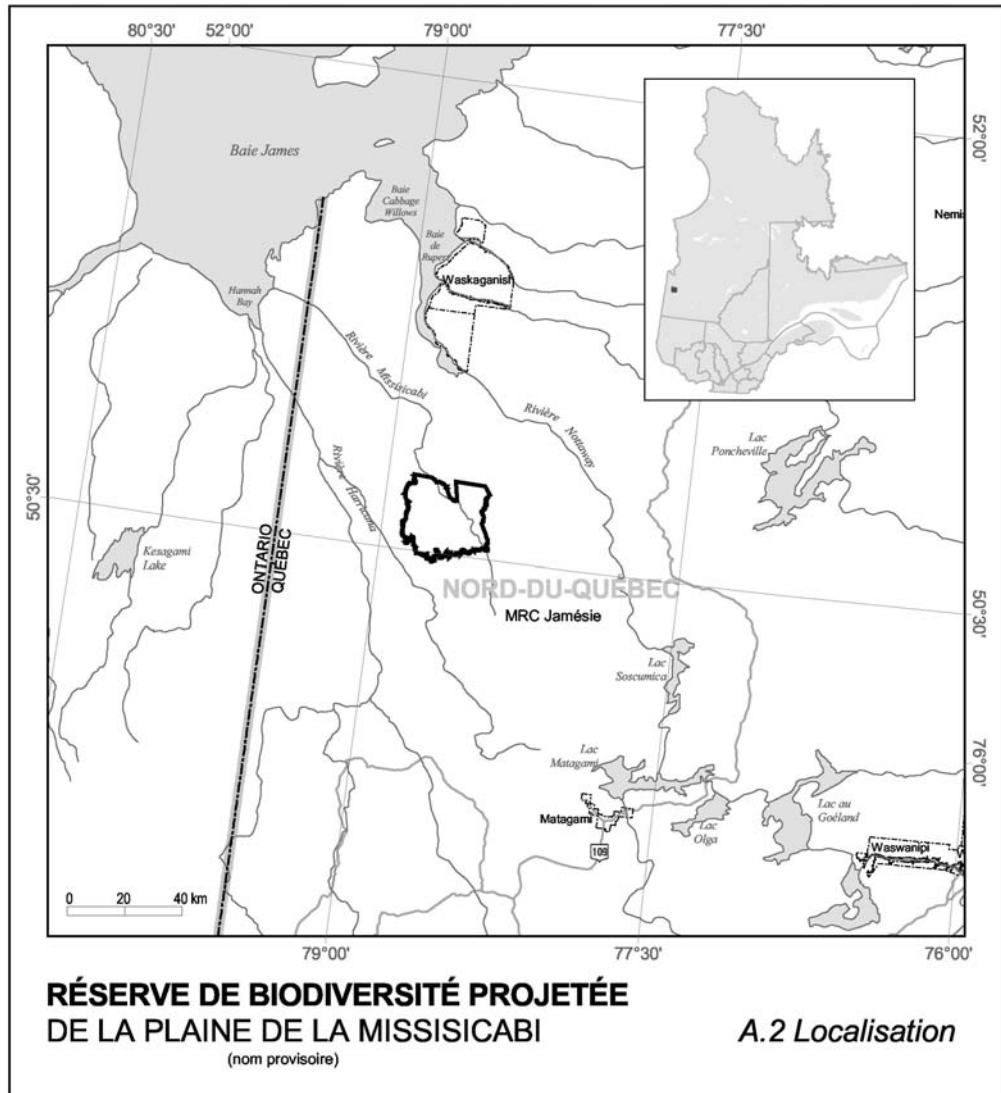 80°30' 52°00' 79°00' 77°30'
52°00'
Baie James
Baie
Cabbage
Willows
Baie
de
Rupert
Waskaganish
Nemis
Hannah
Bay
Rivière Missisicabi
Rivière Nottaway
Rivière Harricana
Lac
Poncheville
50°30'
Kesagami
Lake
ONTARIO
QUÉBEC
NORD-DU-QUÉBEC
MRC Jamésie
50°30'
Lac
Soscumica
Lac
Matagami
76°00'
Matagami
Lac
Olga
Lac au
Goéland
109
Waswanipi
0 20 40 km
79°00' 77°30' 76°00'
RÉSERVE DE BIODIVERSITÉ PROJETÉE
DE LA PLAINE DE LA MISSISICABI
(nom provisoire)
A.2 Localisation